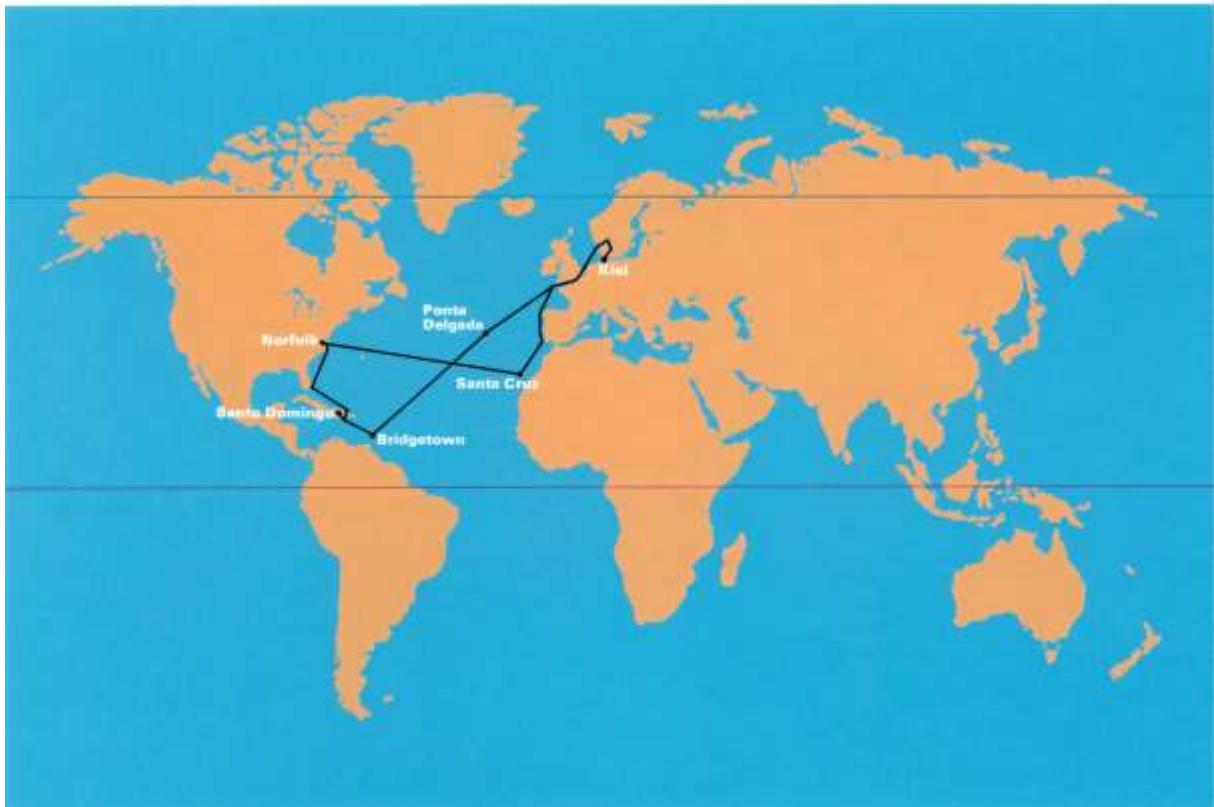 Kiel
Ponta
Delgada
Norfolk
Santa Cruz
Santo Domingo
Bridgetown